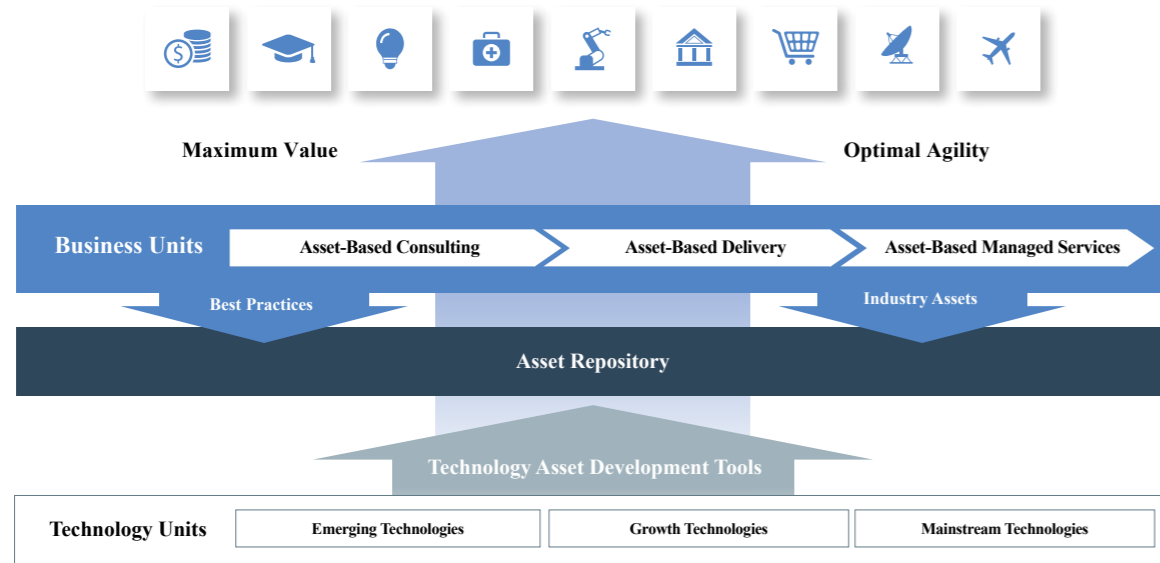 $
Maximum Value
Optimal Agility
Business Units
Asset-Based Consulting
Asset-Based Delivery
Asset-Based Managed Services
Best Practices
Industry Assets
Asset Repository
Technology Asset Development Tools
Technology Units
Emerging Technologies
Growth Technologies
Mainstream Technologies